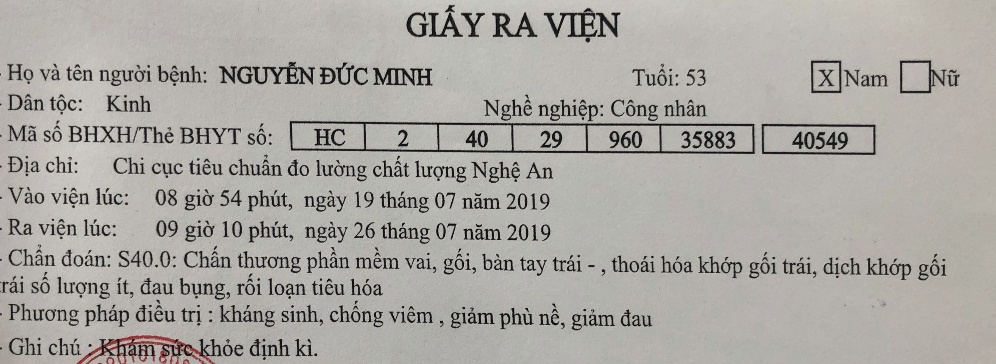 GIẤY RA VIỆN
- Họ và tên người bệnh: NGUYỄN ĐỨC MINH Tuổi: 53 X Nam Nữ
- Dân tộc: Kinh Nghề nghiệp: Công nhân
- Mã số BHXH/Thẻ BHYT số: HC 2 40 29 960 35883 40549
- Địa chỉ: Chi cục tiêu chuẩn đo lường chất lượng Nghệ An
- Vào viện lúc: 08 giờ 54 phút, ngày 19 tháng 07 năm 2019
- Ra viện lúc: 09 giờ 10 phút, ngày 26 tháng 07 năm 2019
- Chẩn đoán: S40.0: Chấn thương phần mềm vai, gối, bàn tay trái - , thoái hóa khớp gối trái, dịch khớp gối
trái số lượng ít, đau bụng, rối loạn tiêu hóa
- Phương pháp điều trị : kháng sinh, chống viêm , giảm phù nề, giảm đau
- Ghi chú : Khám sức khỏe định kì.